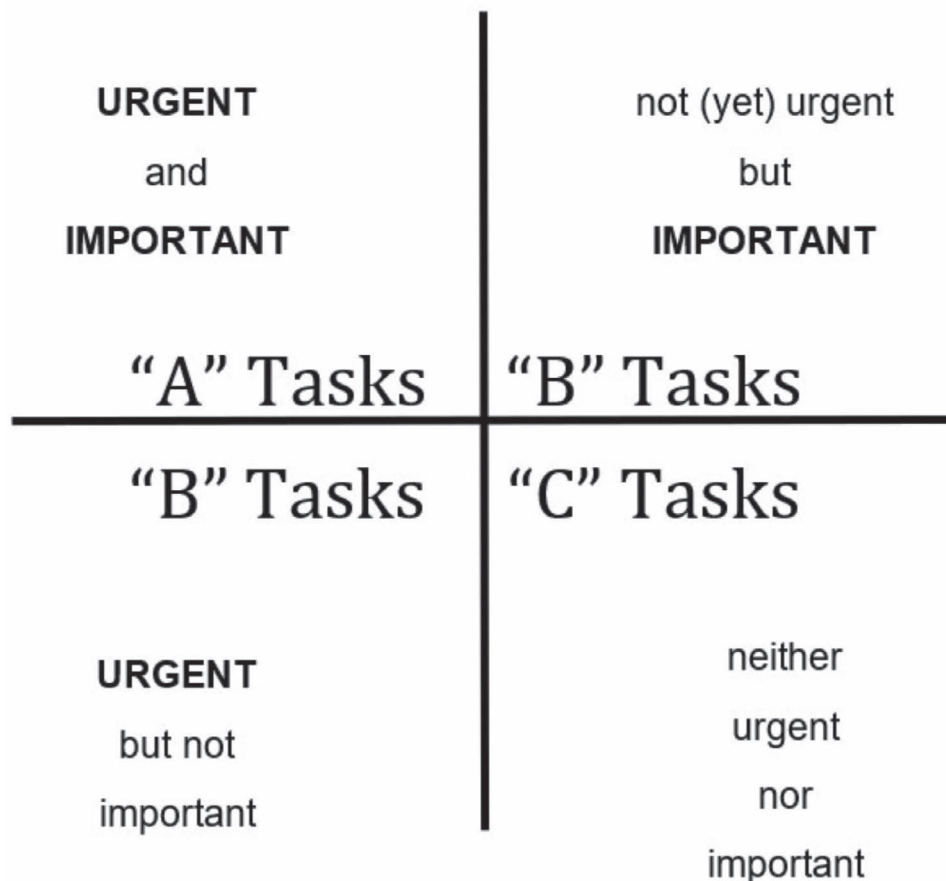 URGENT
and
IMPORTANT
“A” Tasks
not (yet) urgent
but
IMPORTANT
“B” Tasks
“B” Tasks
URGENT
but not
important
“C” Tasks
neither
urgent
nor
important